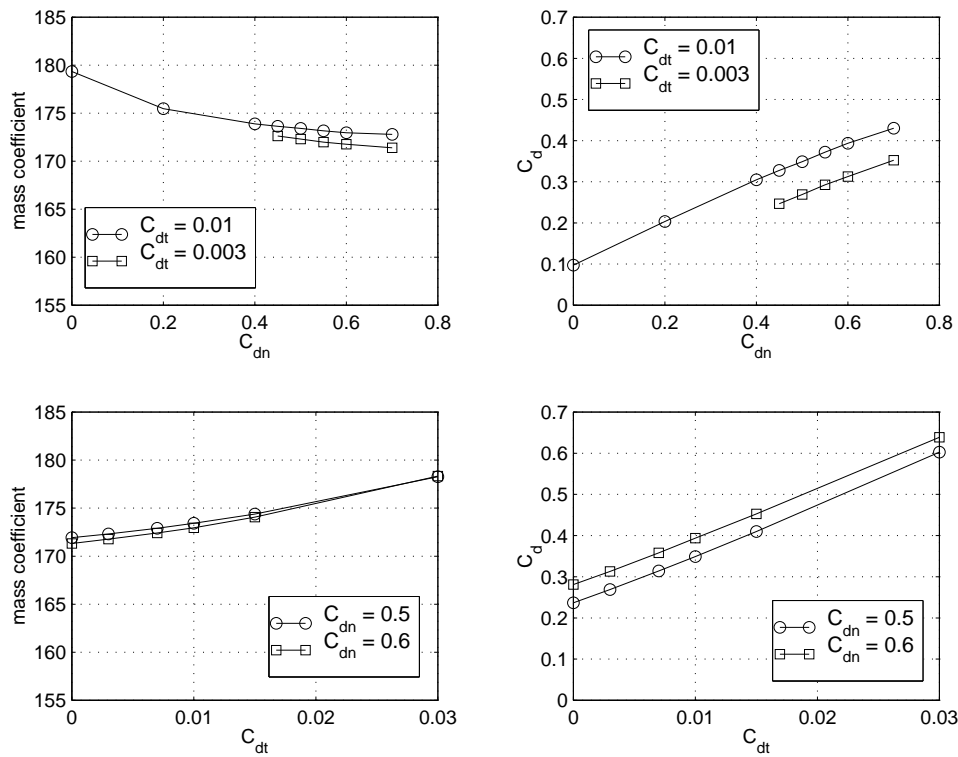 185
180
175
170
165
160
155
mass coefficient
0 0.2 0.4 0.6 0.8
C_dn
C_dt = 0.01
C_dt = 0.003
0.7
0.6
0.5
0.4
0.3
0.2
0.1
0
C_d
0 0.2 0.4 0.6 0.8
C_dn
C_dt = 0.01
C_dt = 0.003
185
180
175
170
165
160
155
mass coefficient
0 0.01 0.02 0.03
C_dt
C_dn = 0.5
C_dn = 0.6
0.7
0.6
0.5
0.4
0.3
0.2
0.1
0
C_d
0 0.01 0.02 0.03
C_dt
C_dn = 0.5
C_dn = 0.6